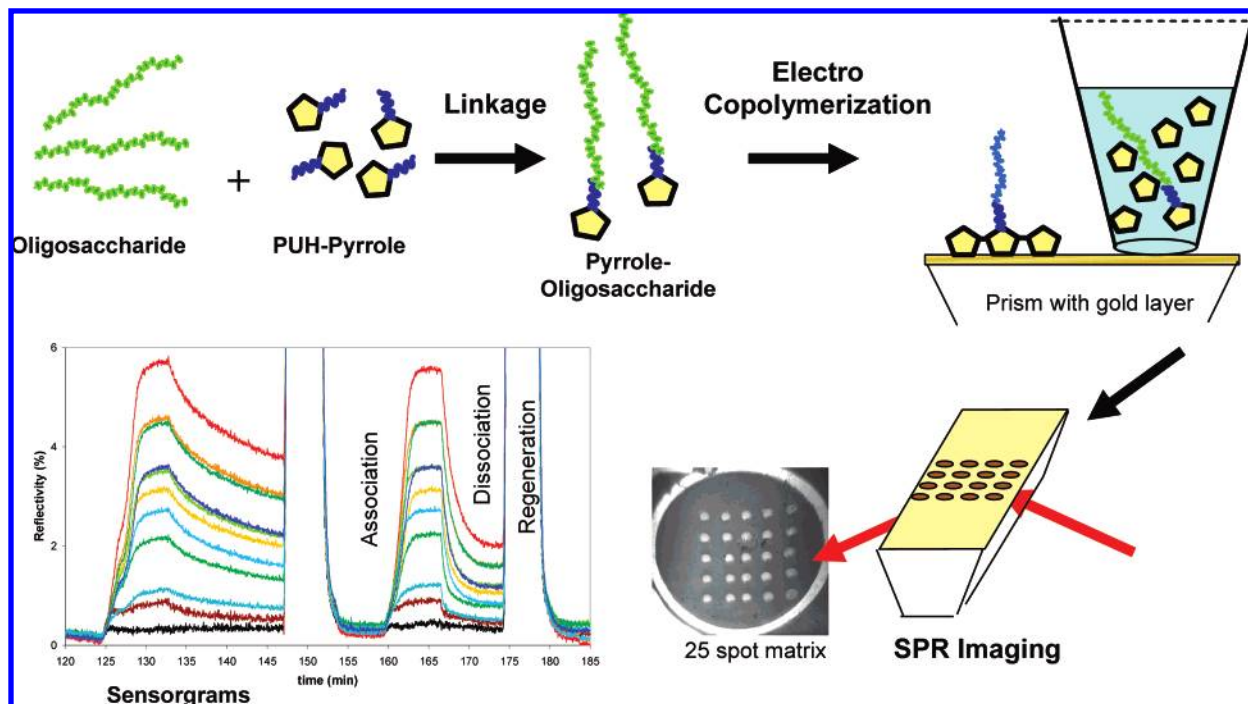 Electro
Copolymerization
Linkage
+
Oligosaccharide
PUH-Pyrrole
Pyrrole-
Oligosaccharide
Prism with gold layer
6
4
2
0
Reflectivity (%)
Association
Dissociation
Regeneration
120 125 130 135 140 145 150 155 160 165 170 175 180 185
time (min)
Sensorgrams
25 spot matrix
SPR Imaging